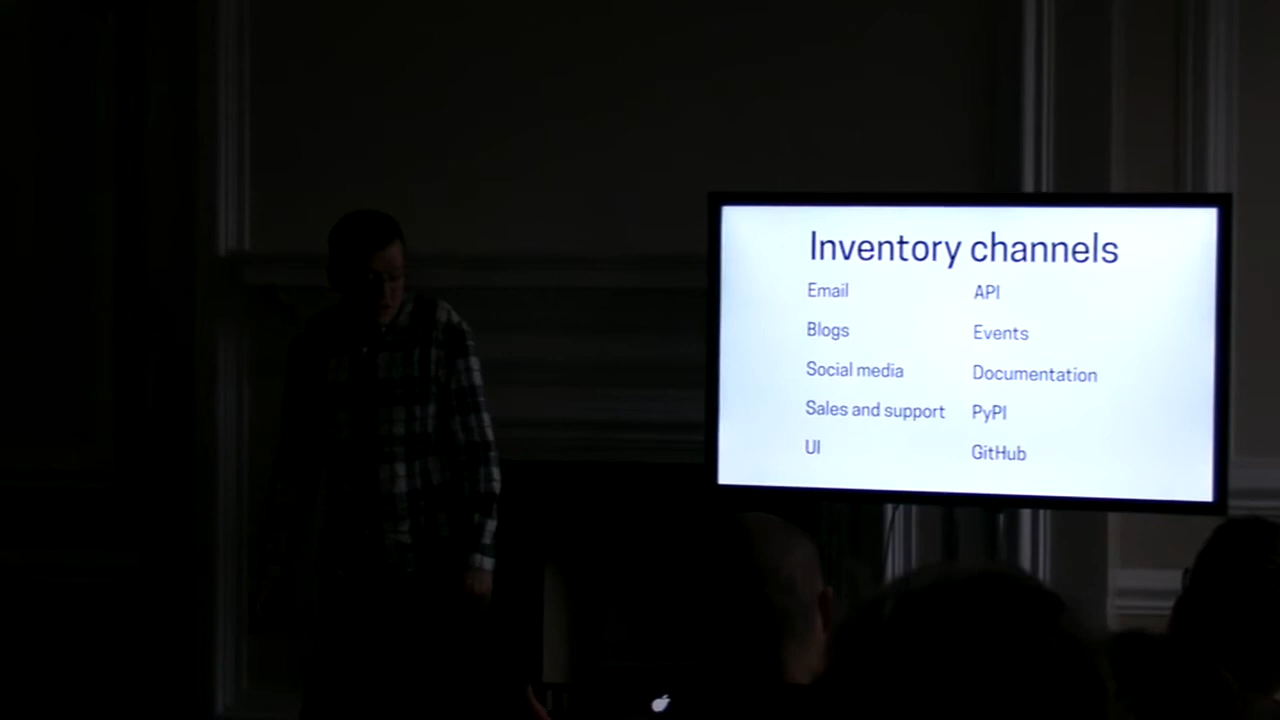 Inventory channels
Email
Blogs
Social media
Sales and support
UI
API
Events
Documentation
PyPI
GitHub